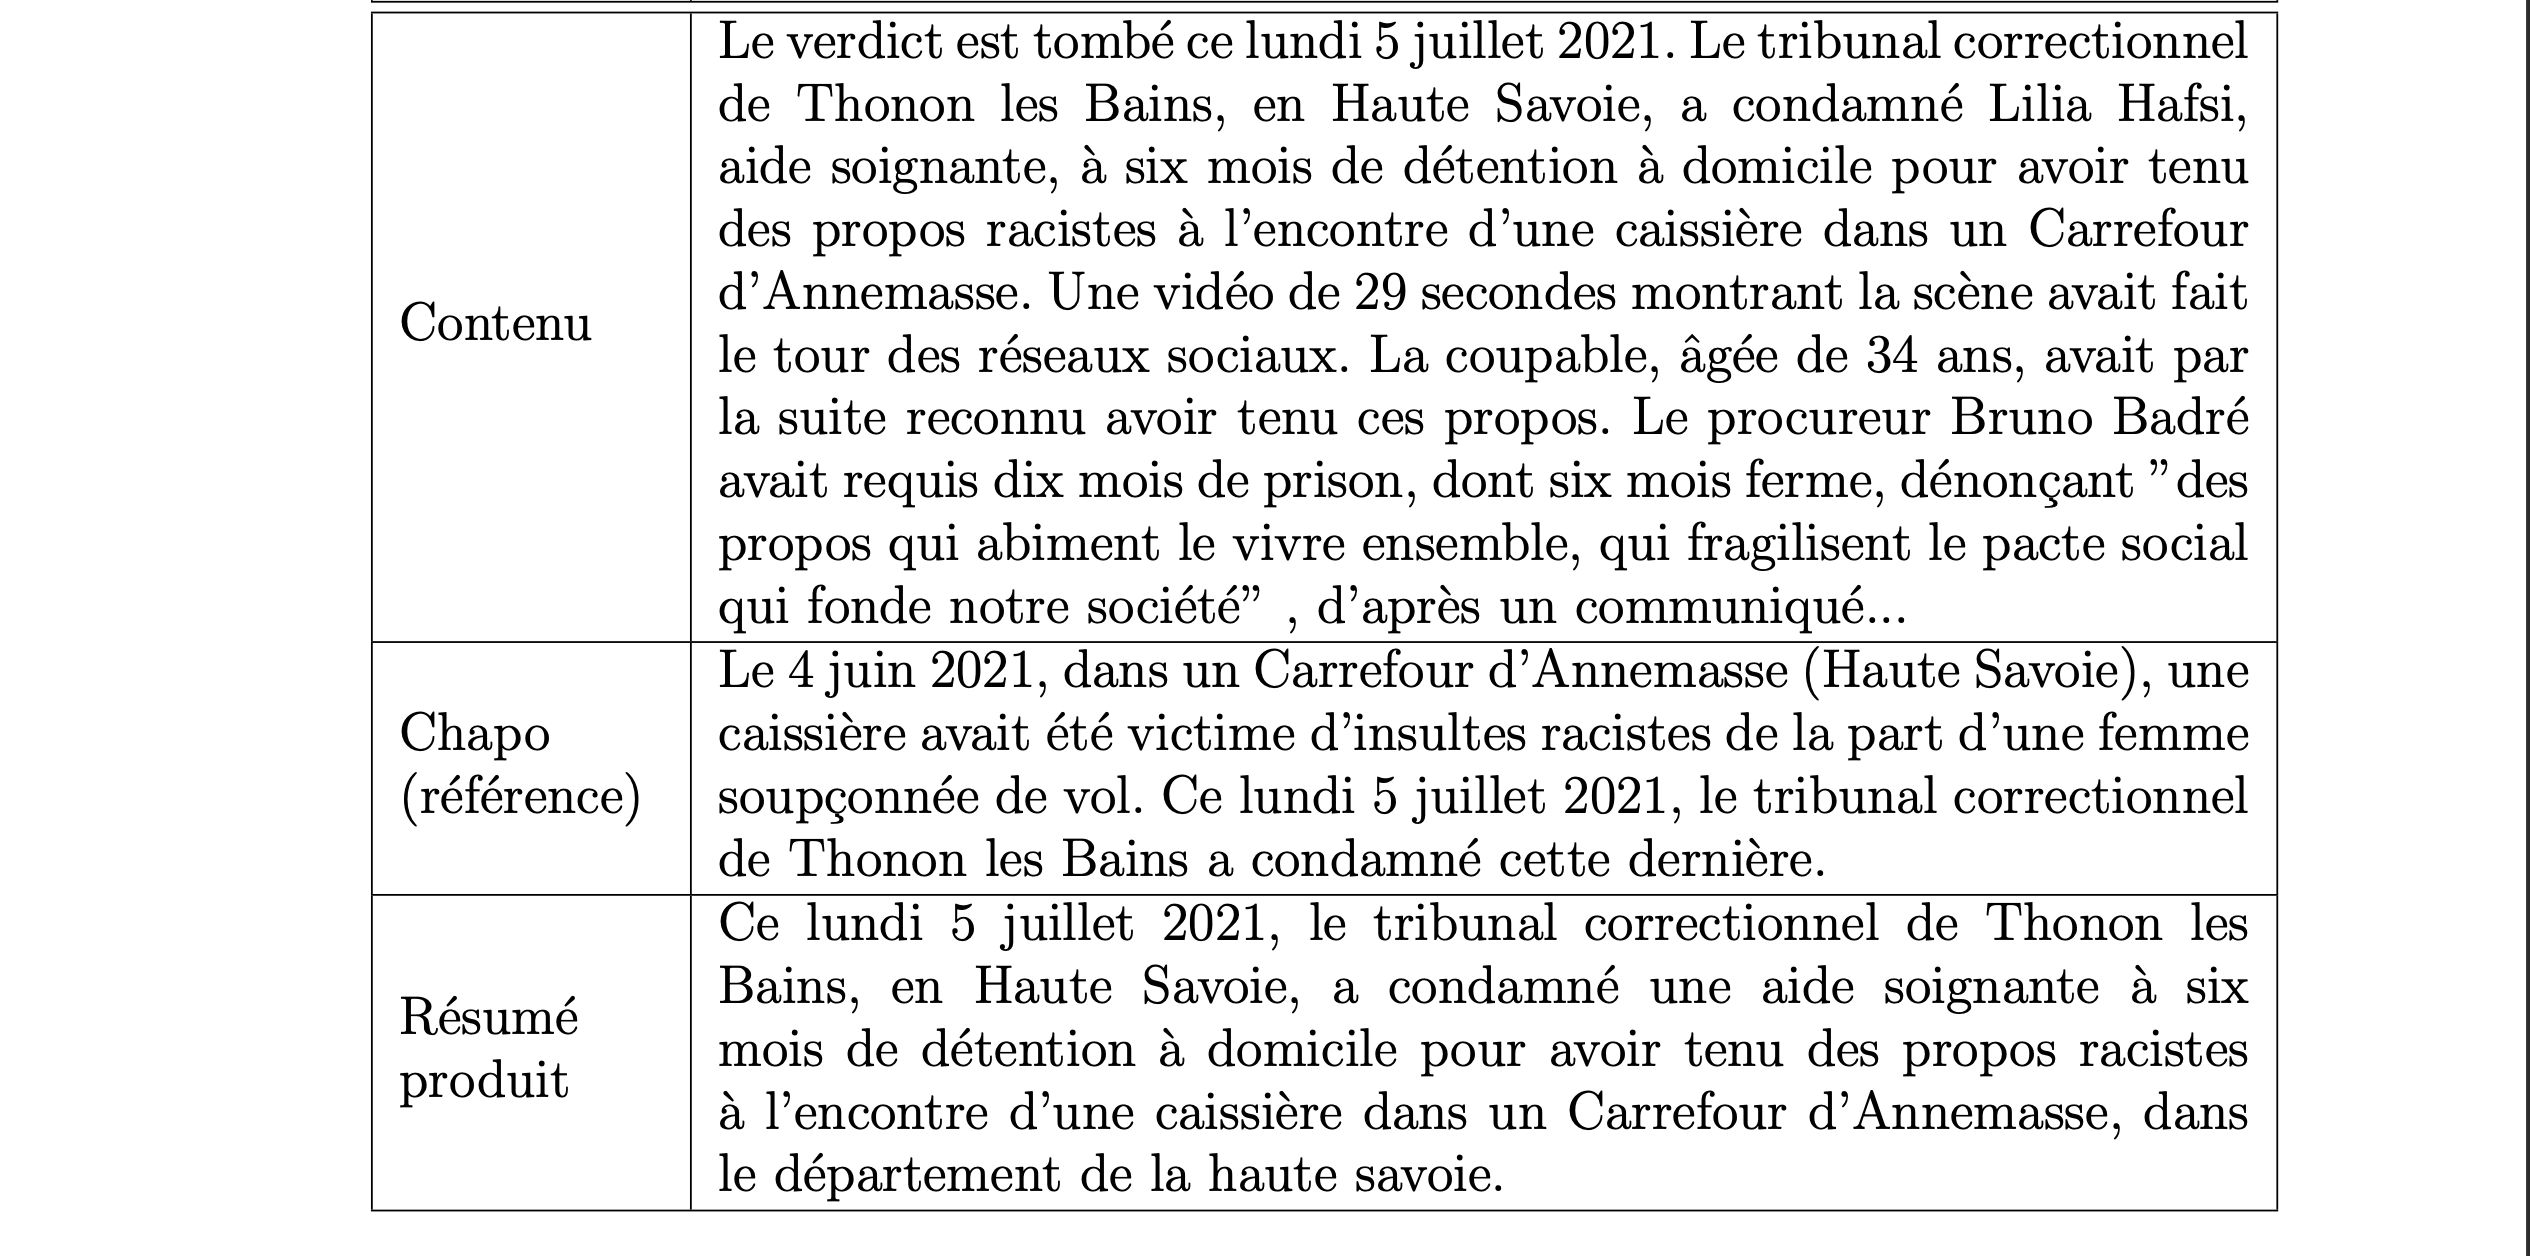 Le verdict est tombé ce lundi 5 juillet 2021. Le tribunal correctionnel
de Thonon les Bains, en Haute Savoie, a condamné Lilia Hafsi,
aide soignante, à six mois de détention à domicile pour avoir tenu
des propos racistes à l'encontre d'une caissière dans un Carrefour
d'Annemasse. Une vidéo de 29 secondes montrant la scène avait fait
Contenu
le tour des réseaux sociaux. La coupable, âgée de 34 ans, avait par
la suite reconnu avoir tenu ces propos. Le procureur Bruno Badré
avait requis dix mois de prison, dont six mois ferme, dénonçant ”des
propos qui abiment le vivre ensemble, qui fragilisent le pacte social
qui fonde notre société” , d'après un communiqué...
Chapo
(référence)
Le 4 juin 2021, dans un Carrefour d'Annemasse (Haute Savoie), une
caissière avait été victime d'insultes racistes de la part d'une femme
soupçonnée de vol. Ce lundi 5 juillet 2021, le tribunal correctionnel
de Thonon les Bains a condamné cette dernière.
Résumé
produit
Ce lundi 5 juillet 2021, le tribunal correctionnel de Thonon les
Bains, en Haute Savoie, a condamné une aide soignante à six
mois de détention à domicile pour avoir tenu des propos racistes
à l'encontre d'une caissière dans un Carrefour d'Annemasse, dans
le département de la haute savoie.